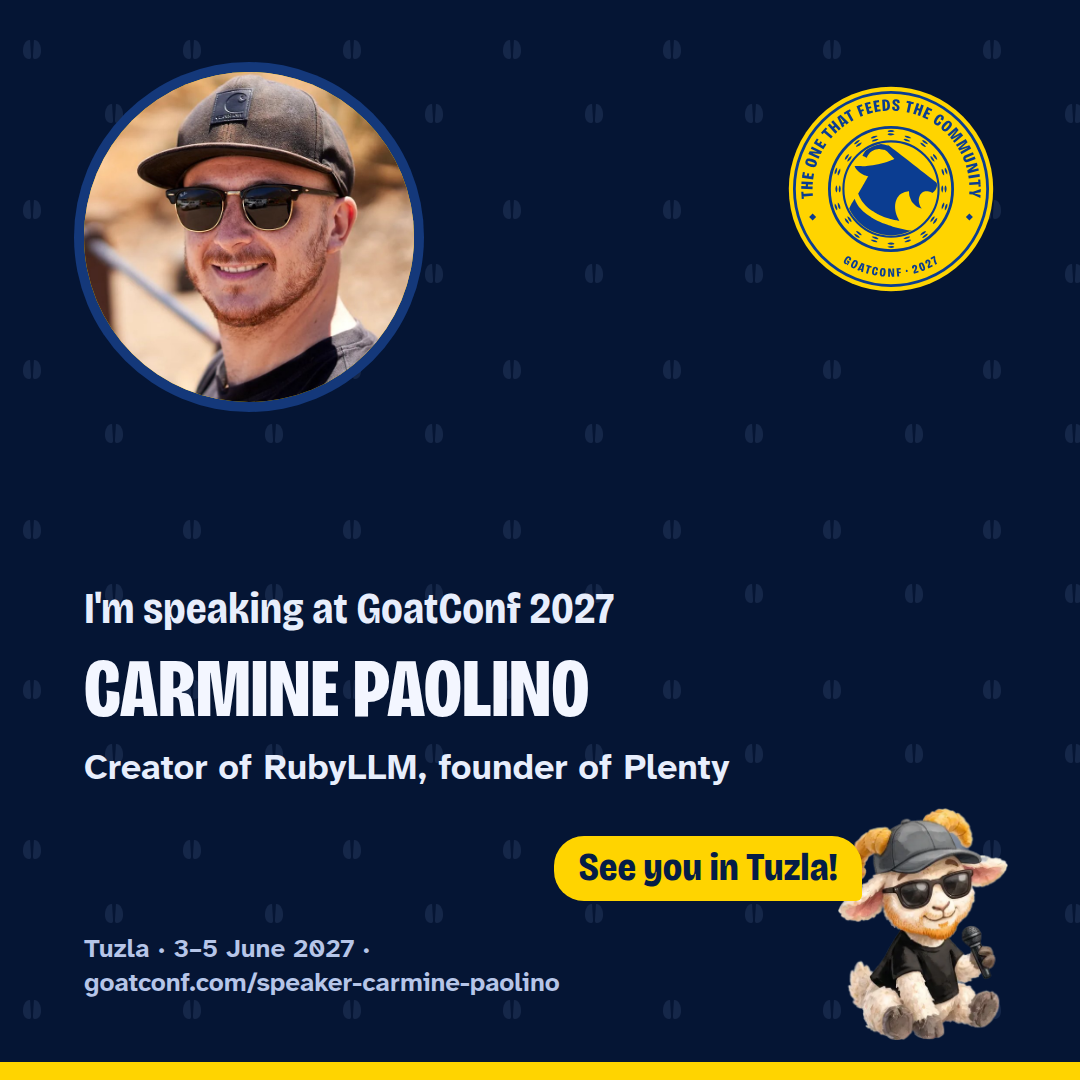 THE ONE THAT FEEDS THE COMMUNITY
GOATCONF · 2027
I'm speaking at GoatConf 2027
CARMINE PAOLINO
Creator of RubyLLM, founder of Plenty
See you in Tuzla!
Tuzla · 3–5 June 2027 ·
goatconf.com/speaker-carmine-paolino